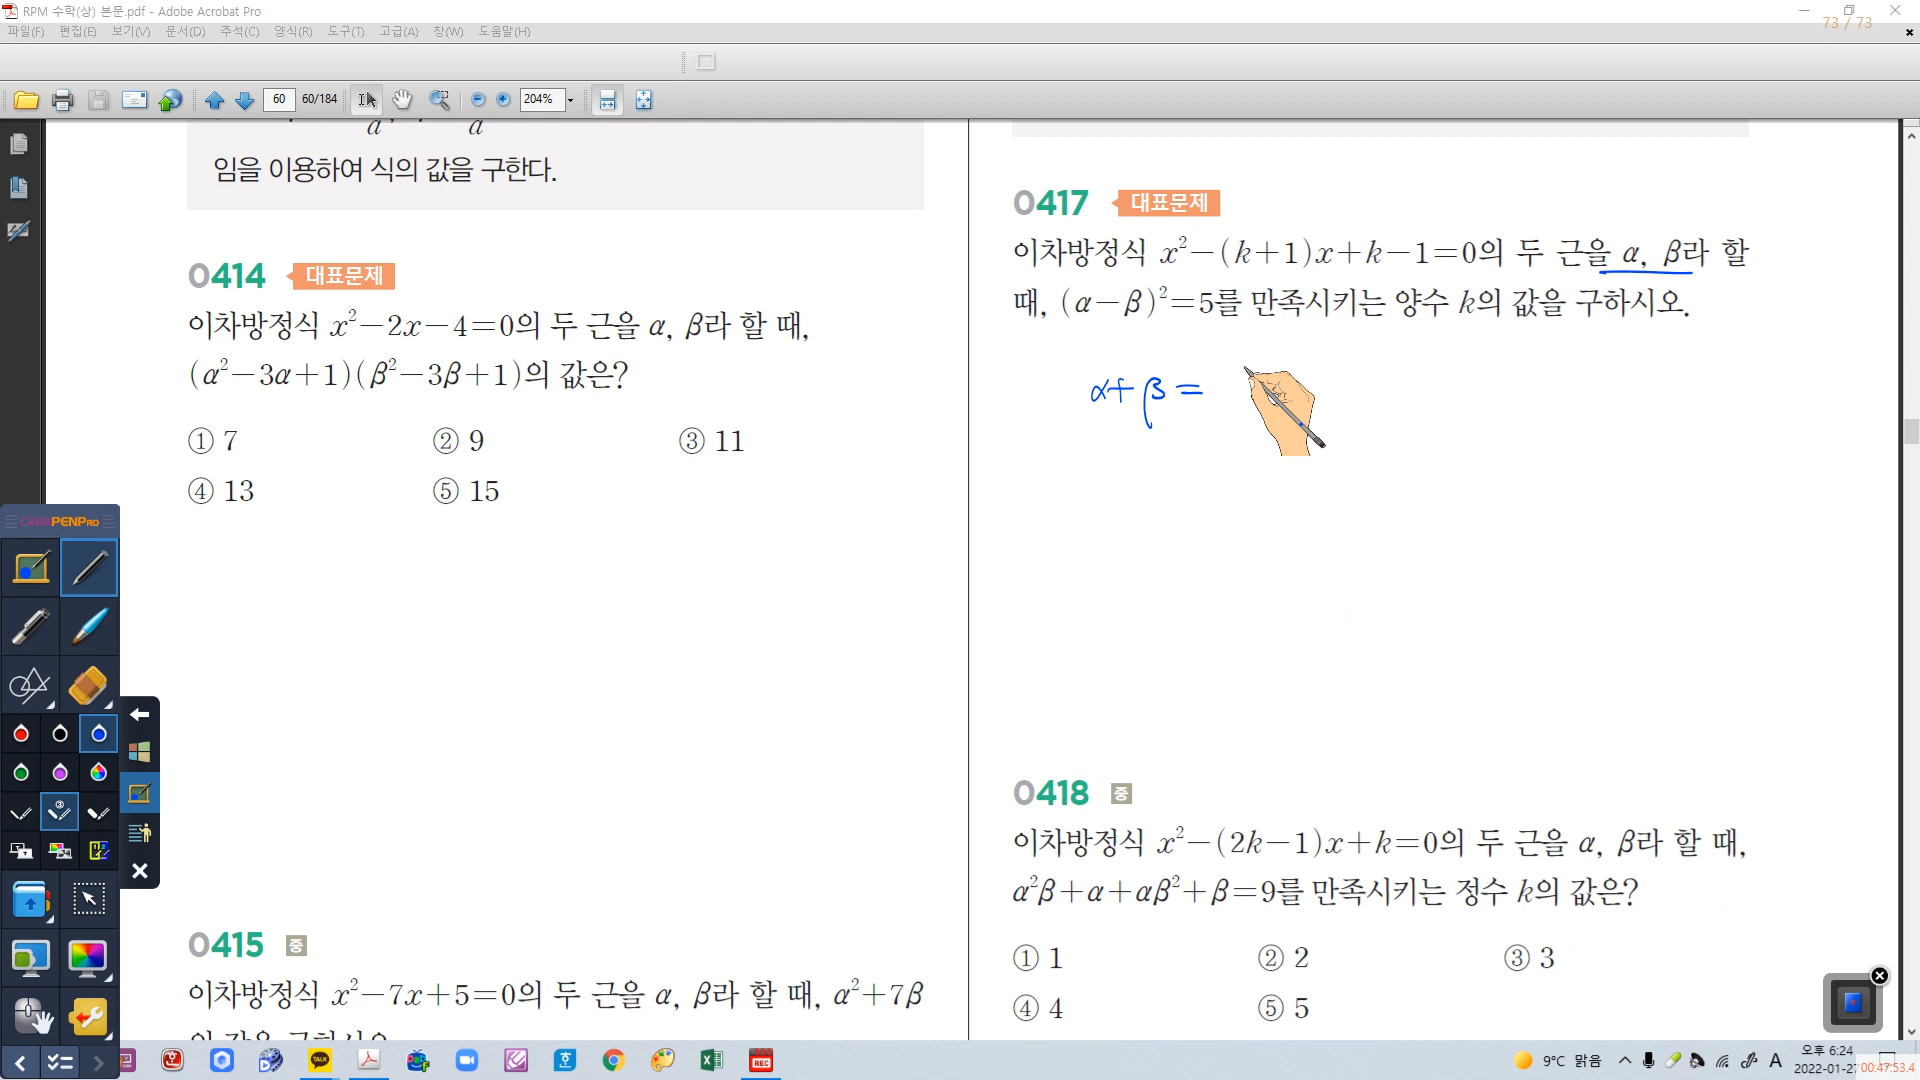 RPM 수학(상) 본문.pdf - Adobe Acrobat Pro
73 / 73
파일(F) 편집(E) 보기(V) 문서(D) 주석(C) 양식(R) 도구(T) 고급(A) 창(W) 도움말(H)
60 60/184 204%
a a
임을 이용하여 식의 값을 구한다.
0414 대표문제
이차방정식 x²-2x-4=0의 두 근을 α, β라 할 때,
(α²-3α+1)(β²-3β+1)의 값은?
① 7 ② 9 ③ 11
④ 13 ⑤ 15
0415 중
이차방정식 x²-7x+5=0의 두 근을 α, β라 할 때, α²+7β
의 값을 구하시오
0417 대표문제
이차방정식 x²-(k+1)x+k-1=0의 두 근을 α, β라 할
때, (α-β)²=5를 만족시키는 양수 k의 값을 구하시오.
α+β=
0418 중
이차방정식 x²-(2k-1)x+k=0의 두 근을 α, β라 할 때,
α²β+α+αβ²+β=9를 만족시키는 정수 k의 값은?
① 1 ② 2 ③ 3
④ 4 ⑤ 5
PENPRO
TALK
REC
9°C 맑음
A
오후 6:24
2022-01-27
00:47:53.4